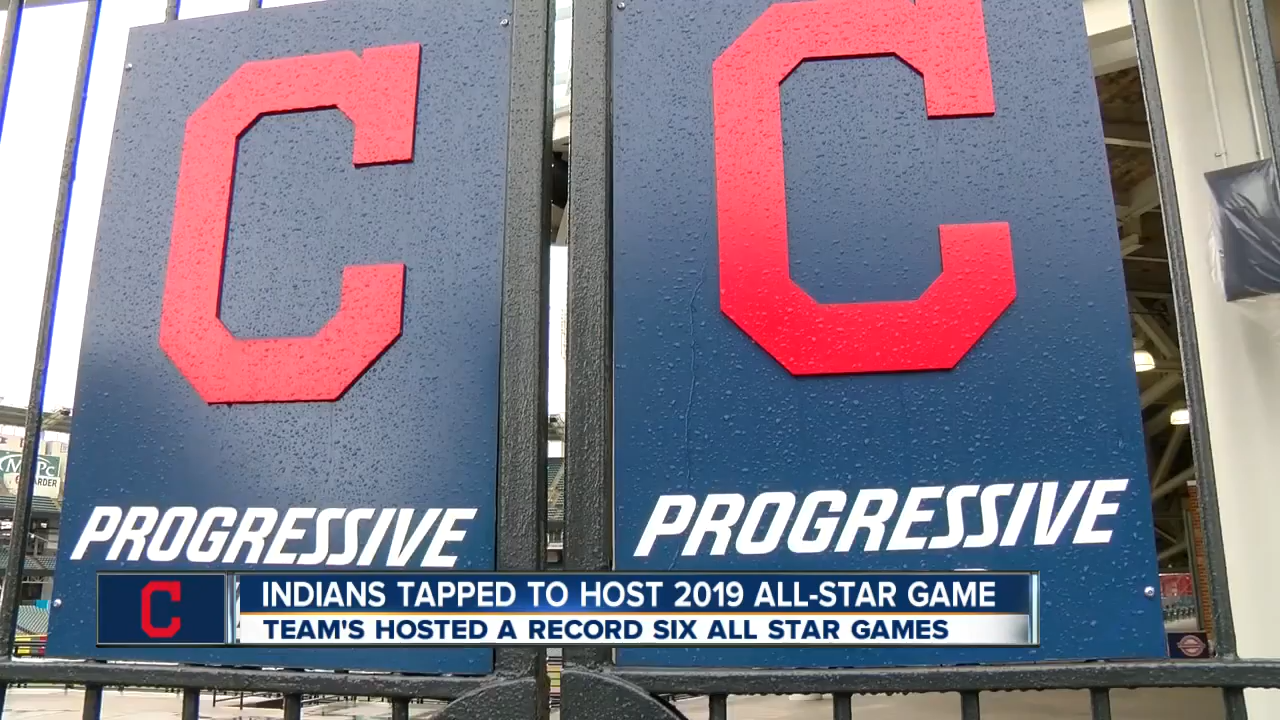 C
C
PROGRESSIVE
PROGRESSIVE
C
INDIANS TAPPED TO HOST 2019 ALL-STAR GAME
TEAM'S HOSTED A RECORD SIX ALL STAR GAMES